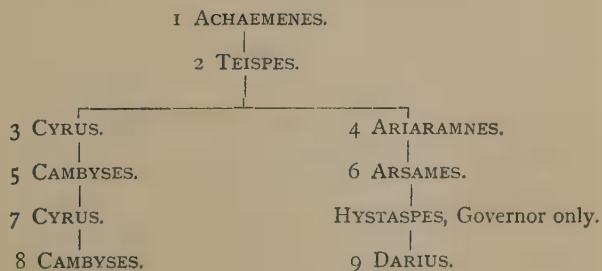 1 ACHAEMENES.
2 TEISPES.
3 CYRUS. 4 ARIARAMNES.
5 CAMBYSES. 6 ARSAMES.
7 CYRUS. HYSTASPES, Governor only.
8 CAMBYSES. 9 DARIUS.